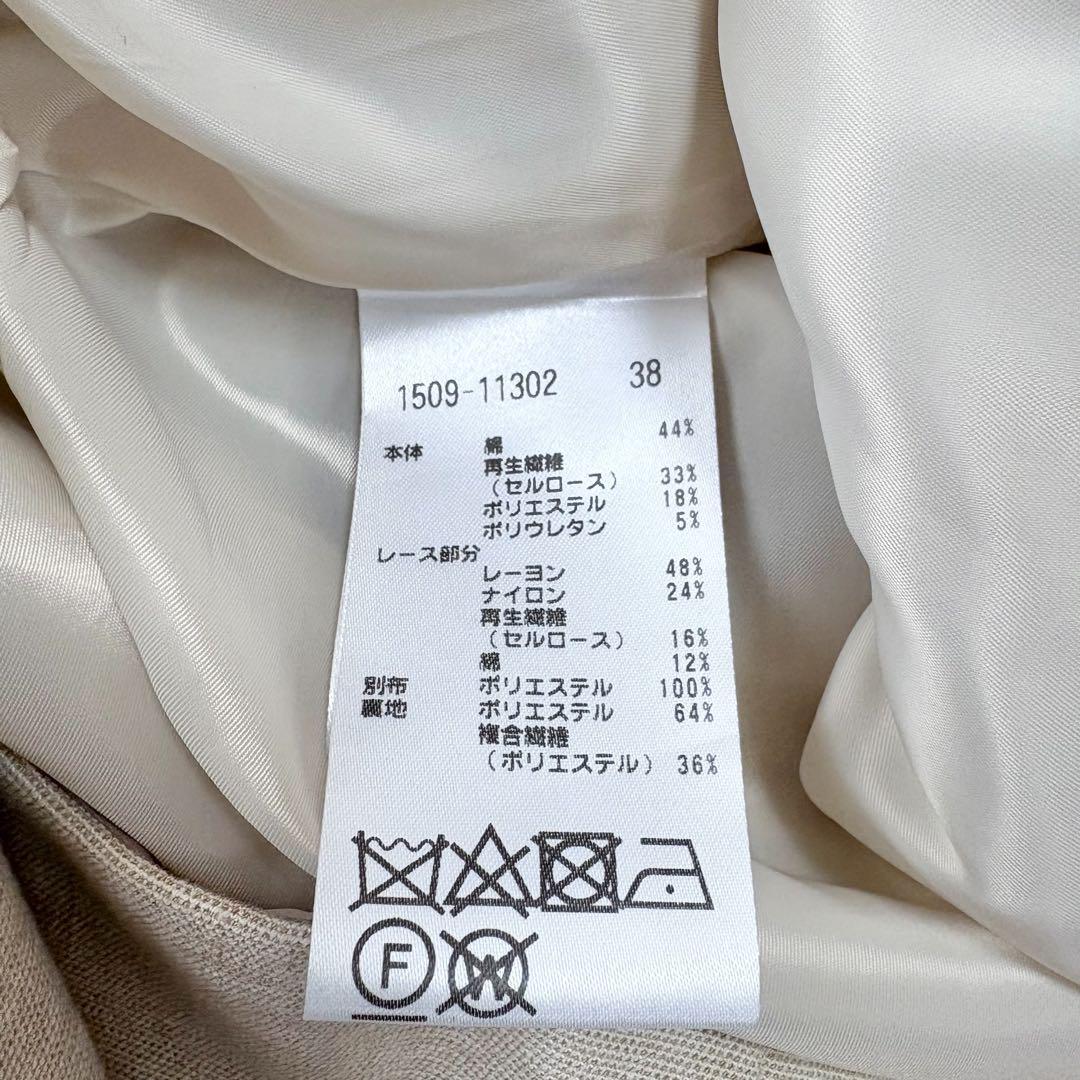 1509-11302 38
本体 綿 44%
再生繊維
(セルロース) 33%
ポリエステル 18%
ポリウレタン 5%
レース部分
レーヨン 48%
ナイロン 24%
再生繊維
(セルロース) 16%
綿 12%
別布 ポリエステル 100%
裏地 ポリエステル 64%
複合繊維
(ポリエステル) 36%
F W